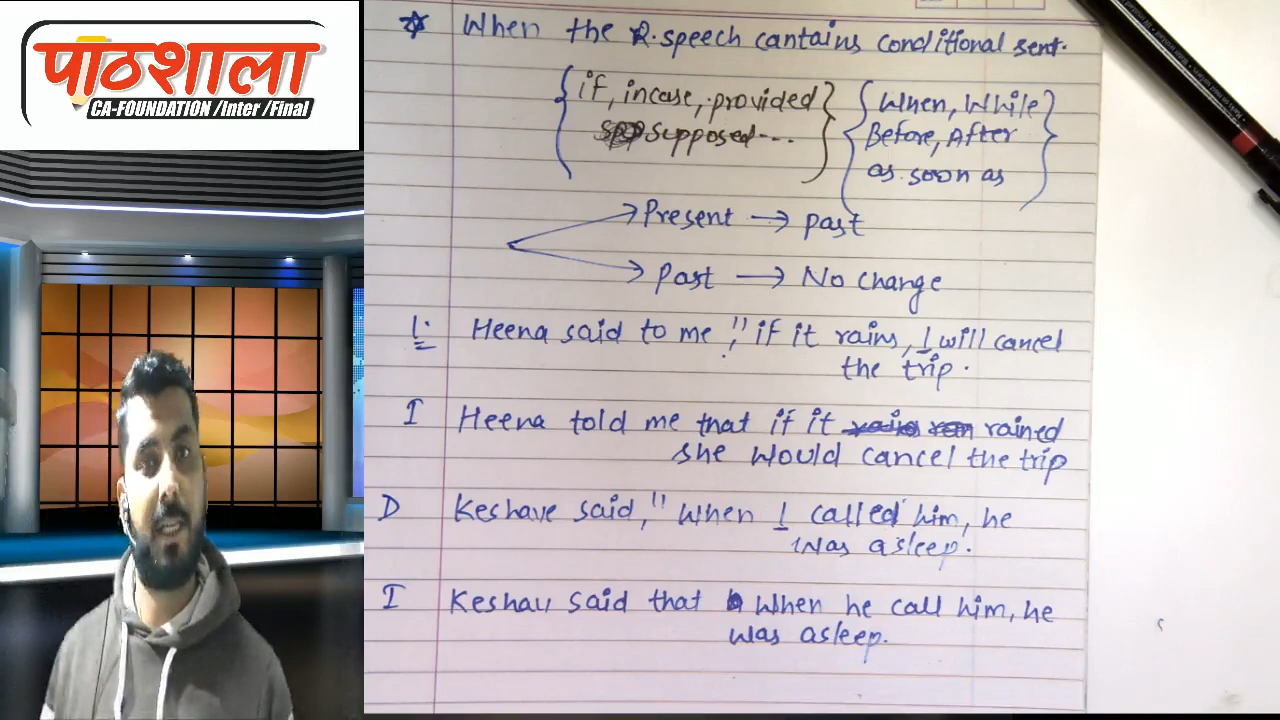 पाठशाला
CA-FOUNDATION /Inter /Final
When the R. speech cantains conditional sent.
if, incase, provided
supposed...
When, While
Before, After
as soon as
Present → past
past → No change
1. Heena said to me, "if it rains, I will cancel
the trip.
I Heena told me that if it rained
she would cancel the trip
D Keshave said," when I called him, he
was asleep.
I Keshav said that when he call him, he
was asleep.